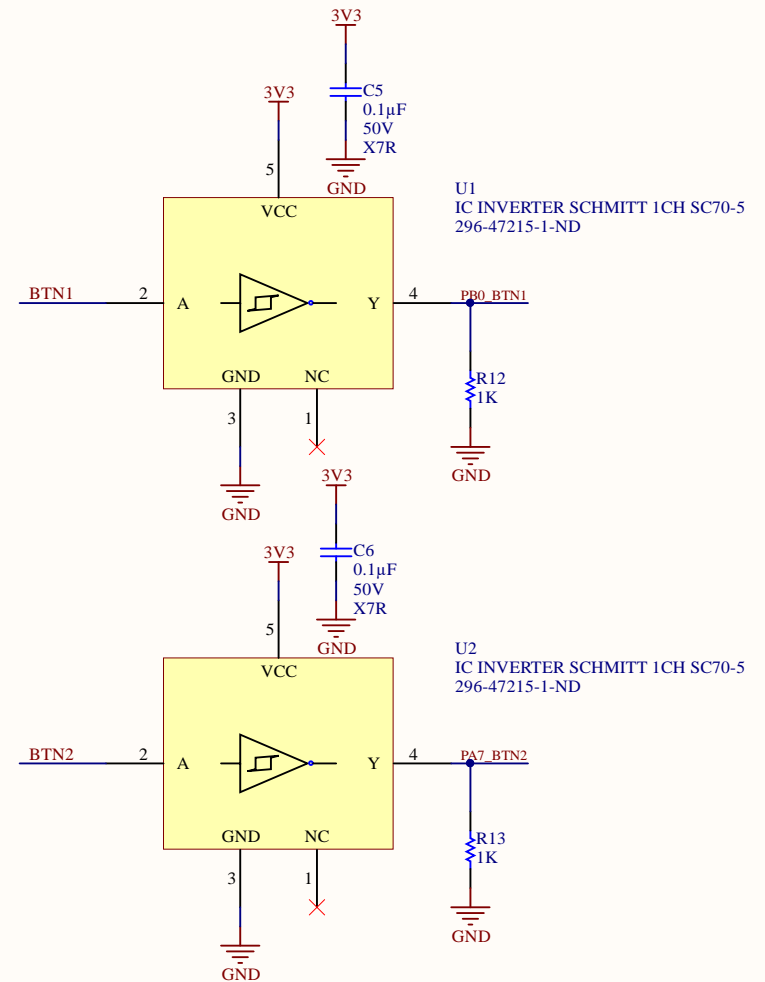 3V3
C5
0.1µF
50V
X7R
GND
3V3
5
VCC
U1
IC INVERTER SCHMITT 1CH SC70-5
296-47215-1-ND
BTN1
2
A
Y
4
PB0_BTN1
R12
1K
GND
GND
NC
3
1
GND
3V3
C6
0.1µF
50V
X7R
GND
3V3
5
VCC
U2
IC INVERTER SCHMITT 1CH SC70-5
296-47215-1-ND
BTN2
2
A
Y
4
PA7_BTN2
R13
1K
GND
GND
NC
3
1
GND